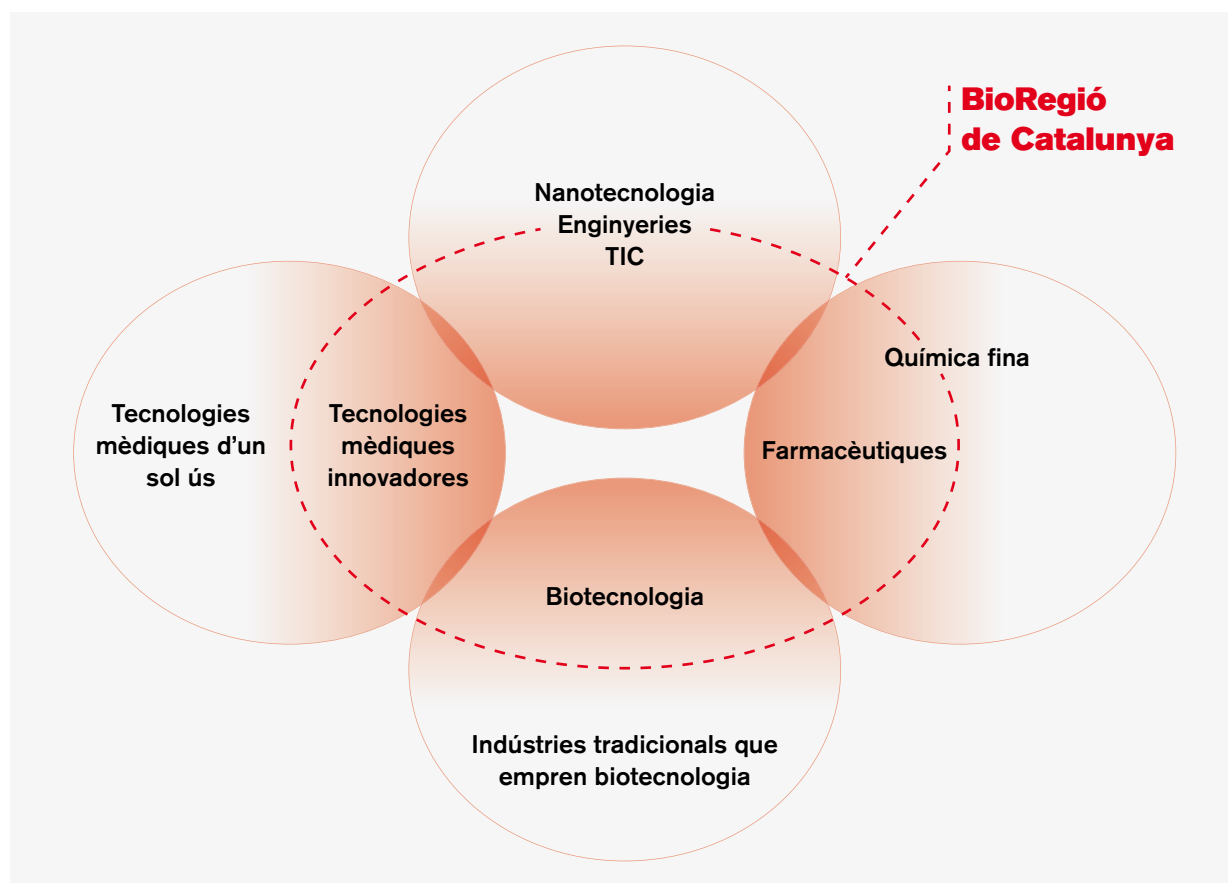 BioRegió
de Catalunya
Nanotecnologia
Enginyeries
TIC
Química fina
Tecnologies
mèdiques d’un
sol ús
Tecnologies
mèdiques
innovadores
Farmacèutiques
Biotecnologia
Indústries tradicionals que
empren biotecnologia